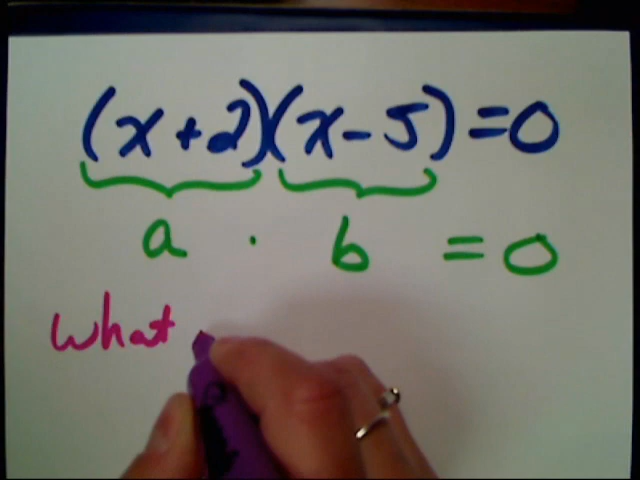 (x+2)(x-5)=0
a · b = 0
What